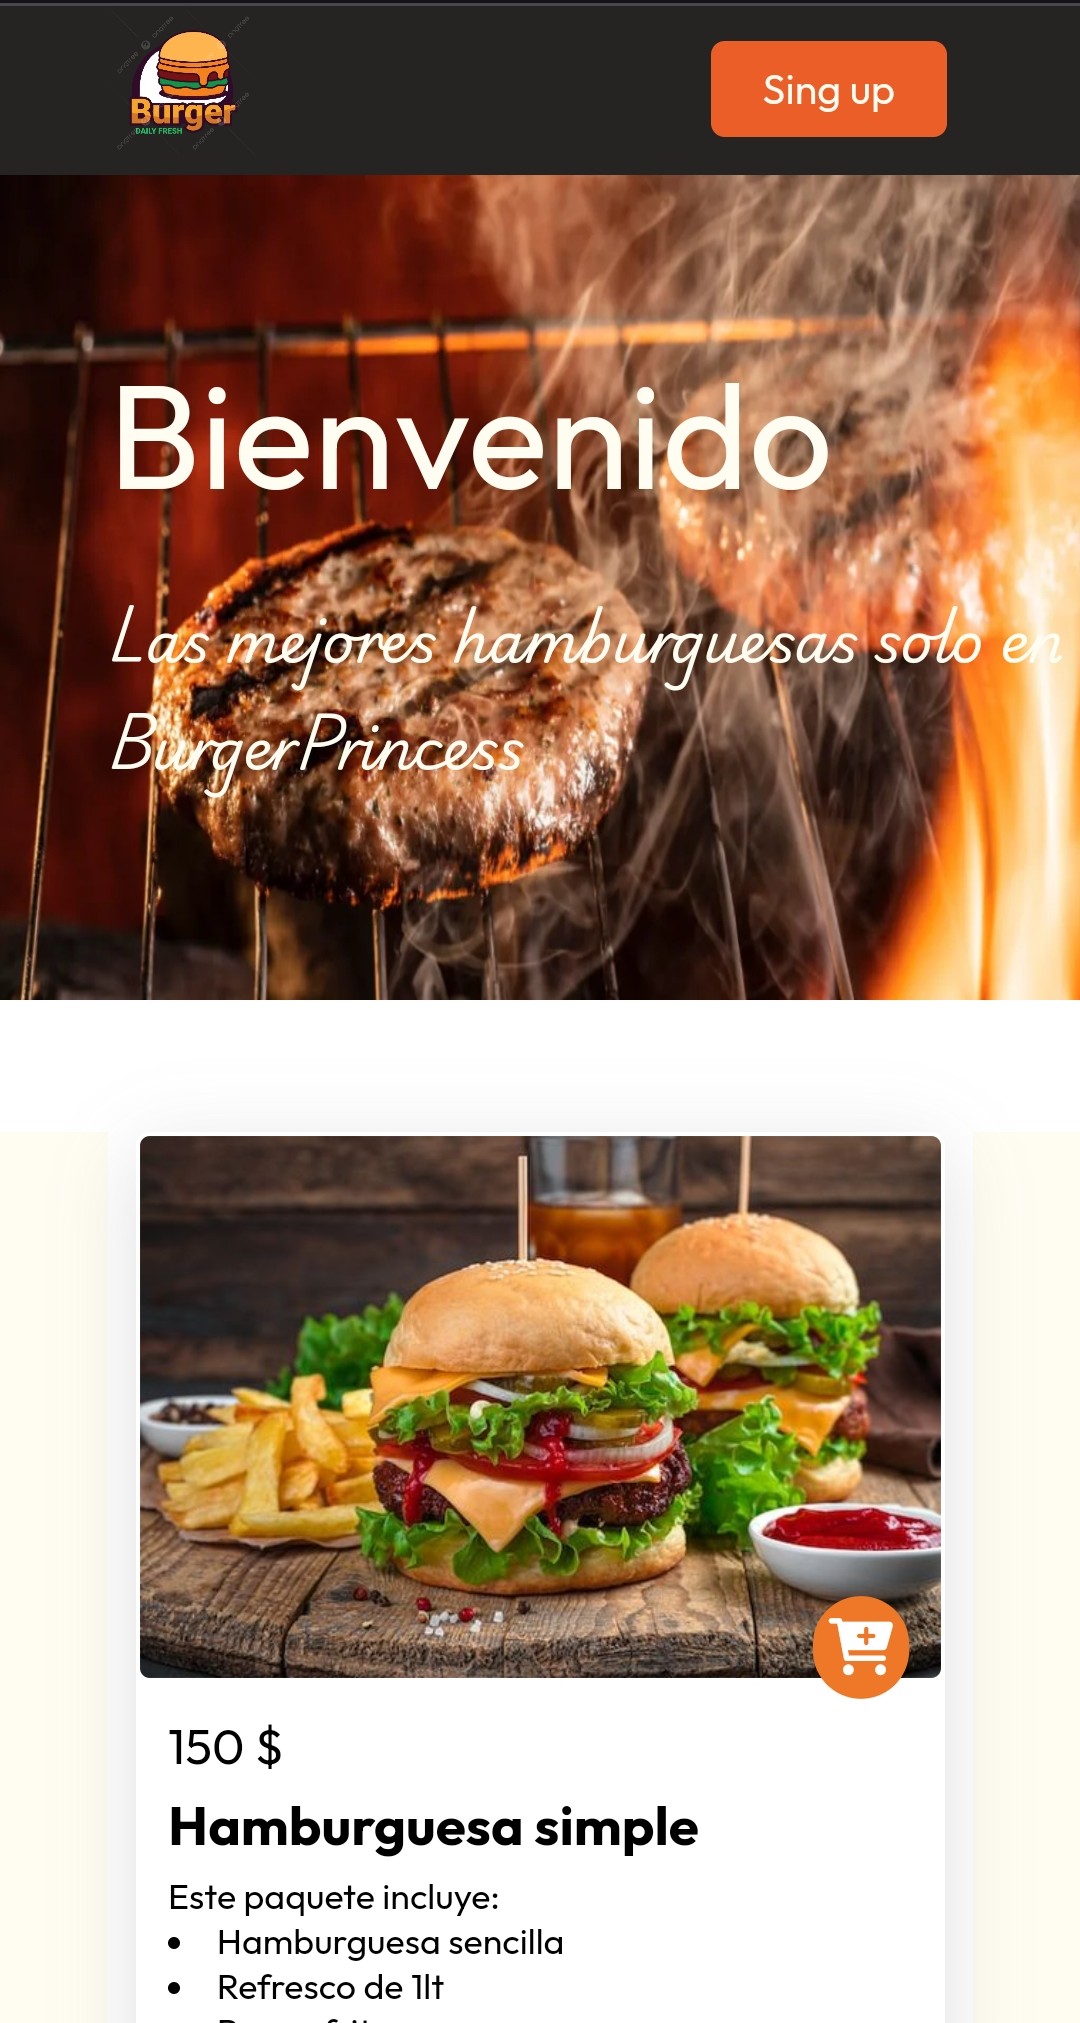 Burger
DAILY FRESH
Sing up
Bienvenido
Las mejores hamburguesas solo en
BurgerPrincess
150 $
Hamburguesa simple
Este paquete incluye:
Hamburguesa sencilla
Refresco de 1lt